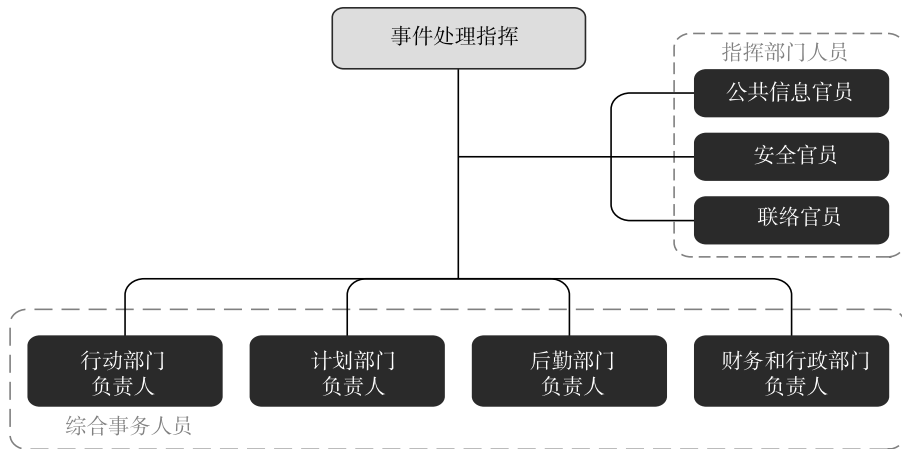 事件处理指挥
指挥部门人员
公共信息官员
安全官员
联络官员
行动部门
负责人
计划部门
负责人
后勤部门
负责人
财务和行政部门
负责人
综合事务人员